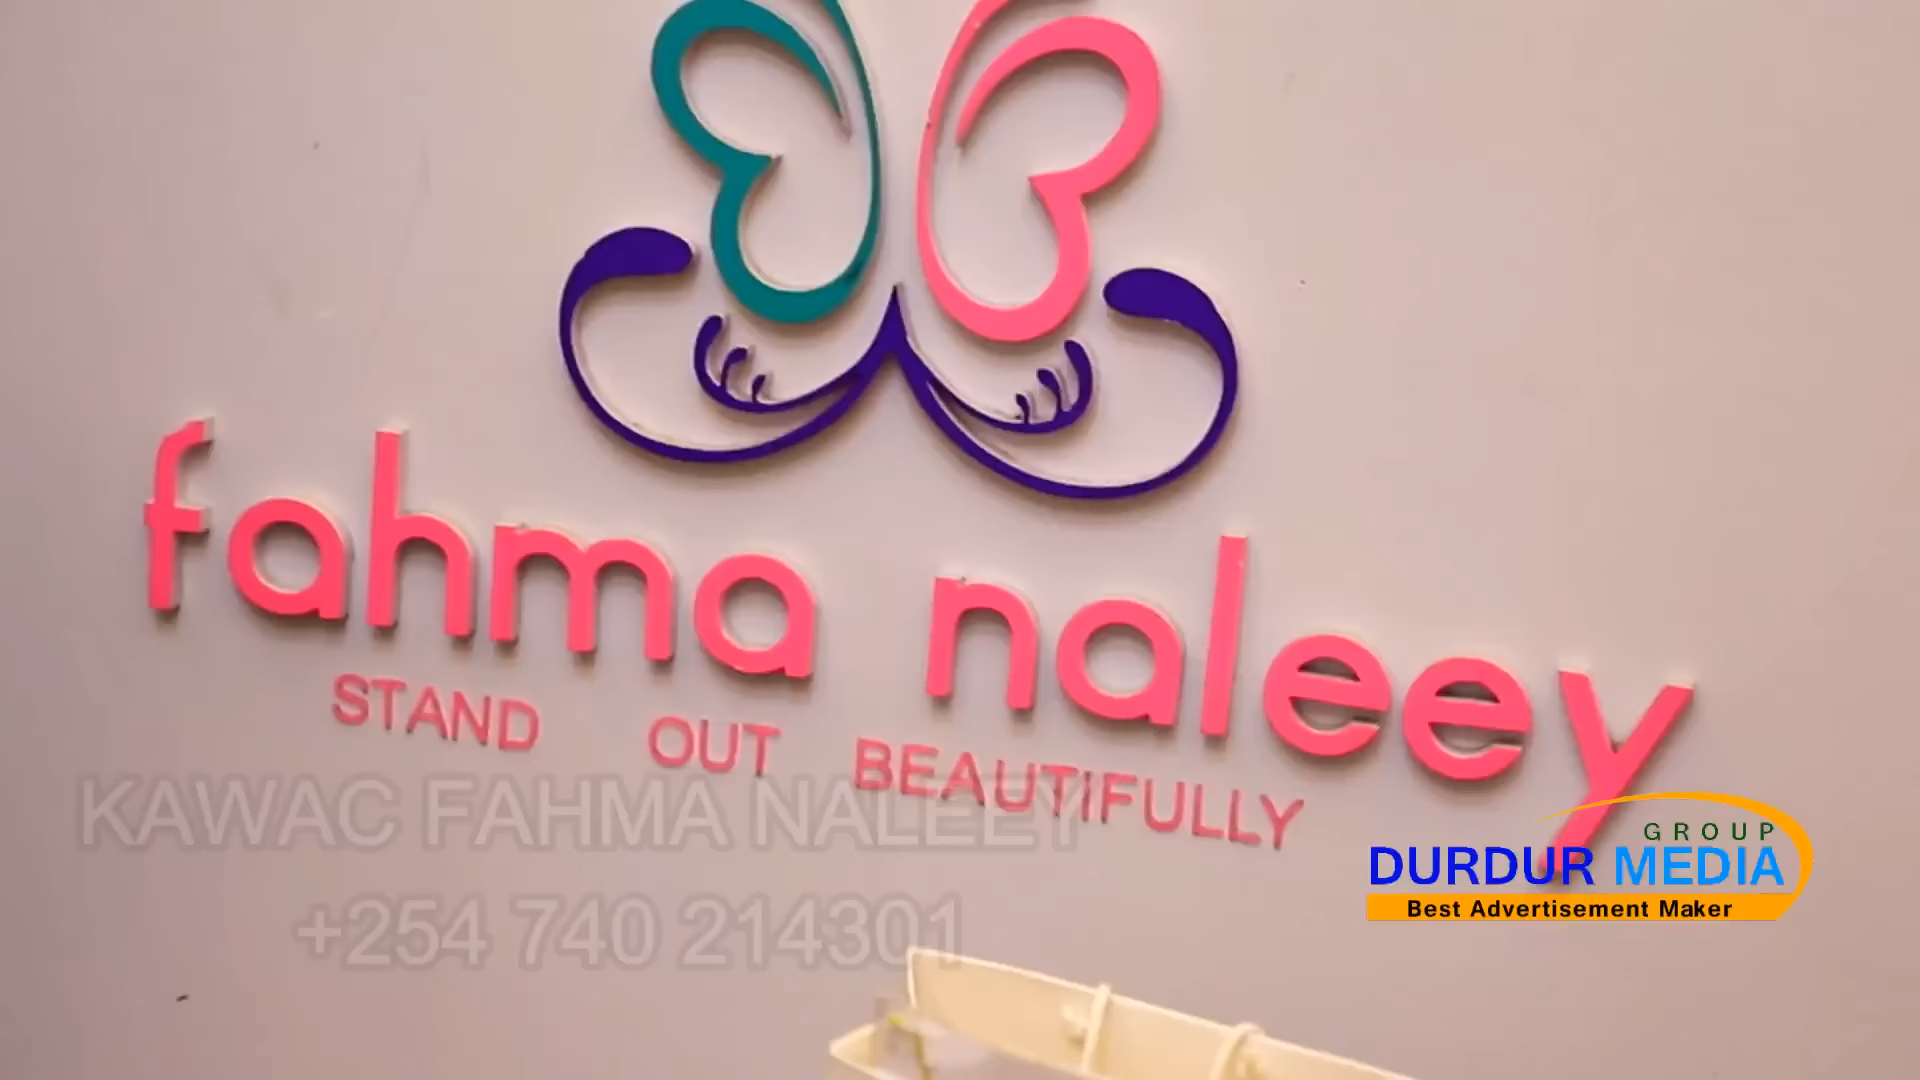 fahma naleey
STAND OUT BEAUTIFULLY
KAWAC FAHMA NALEEY
+254 740 214301
GROUP
DURDUR MEDIA
Best Advertisement Maker